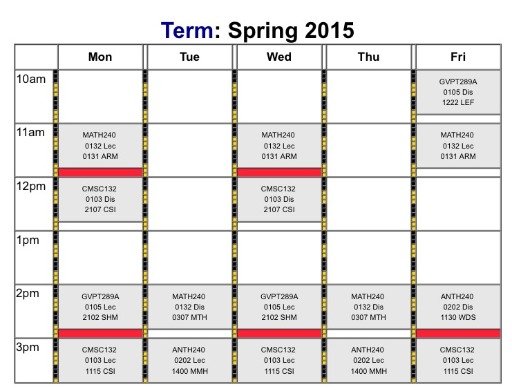 Term: Spring 2015
Mon Tue Wed Thu Fri
10am
GVPT289A
0105 Dis
1222 LEF
11am
MATH240 MATH240 MATH240
0132 Lec 0132 Lec 0132 Lec
0131 ARM 0131 ARM 0131 ARM
12pm
CMSC132 CMSC132
0103 Dis 0103 Dis
2107 CSI 2107 CSI
1pm
2pm
GVPT289A MATH240 GVPT289A MATH240 ANTH240
0105 Lec 0132 Dis 0105 Lec 0132 Dis 0202 Dis
2102 SHM 0307 MTH 2102 SHM 0307 MTH 1130 WDS
3pm
CMSC132 ANTH240 CMSC132 ANTH240 CMSC132
0103 Lec 0202 Lec 0103 Lec 0202 Lec 0103 Lec
1115 CSI 1400 MMH 1115 CSI 1400 MMH 1115 CSI